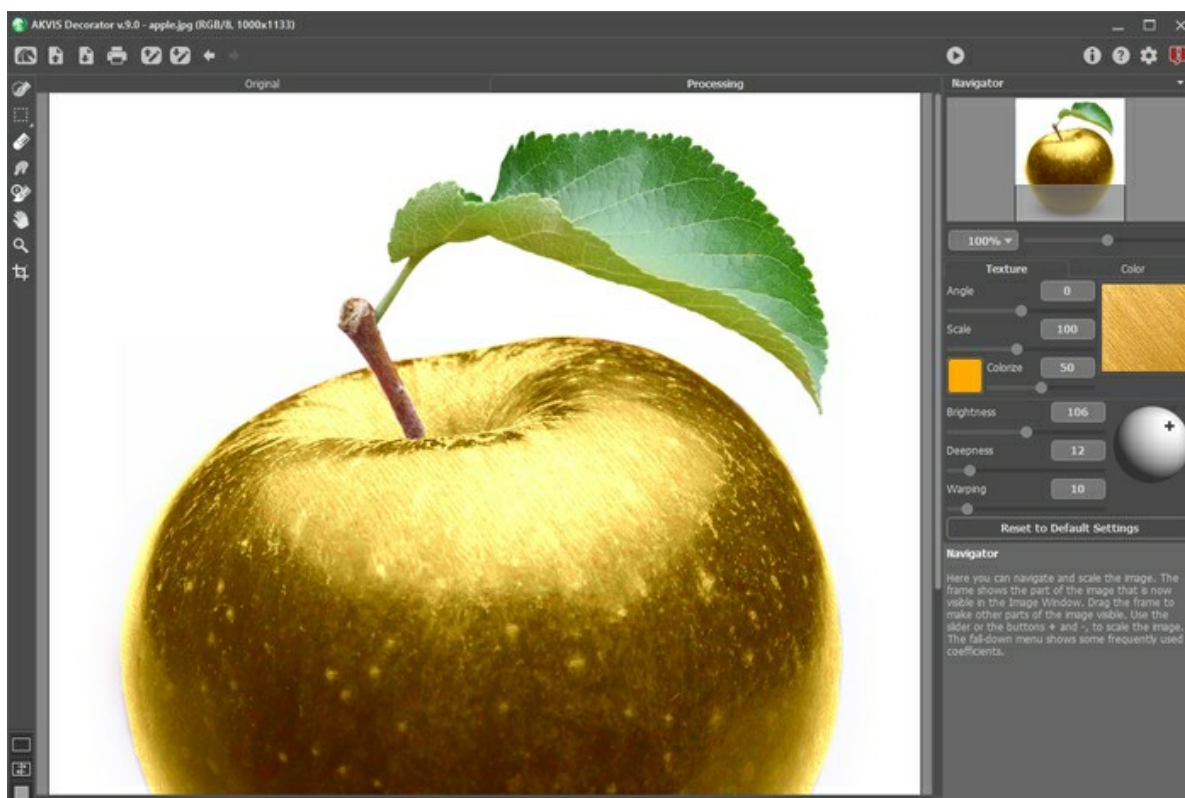 AKVIS Decorator v.9.0 - apple.jpg (RGB/8, 1000x1133)
Original
Processing
Navigator
100%
Texture
Color
Angle
0
Scale
100
Colorize
50
Brightness
106
Deepness
12
Warping
10
Reset to Default Settings
Navigator
Here you can navigate and scale the image. The
frame shows the part of the image that is now
visible in the Image Window. Drag the frame to
make other parts of the image visible. Use the
slider or the buttons + and -, to scale the image.
The fall-down menu shows some frequently used
coefficients.